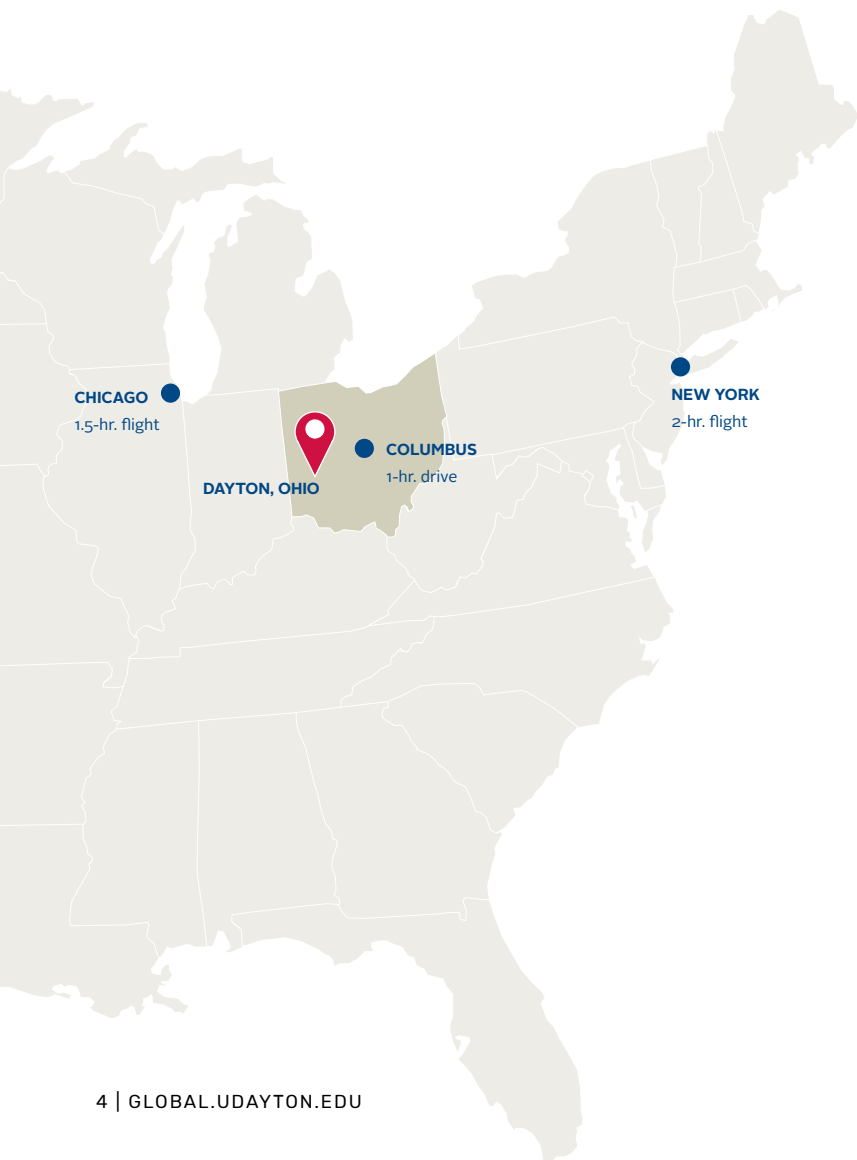 CHICAGO
1.5-hr. flight
NEW YORK
2-hr. flight
COLUMBUS
1-hr. drive
DAYTON, OHIO
4 | GLOBAL.UDAYTON.EDU